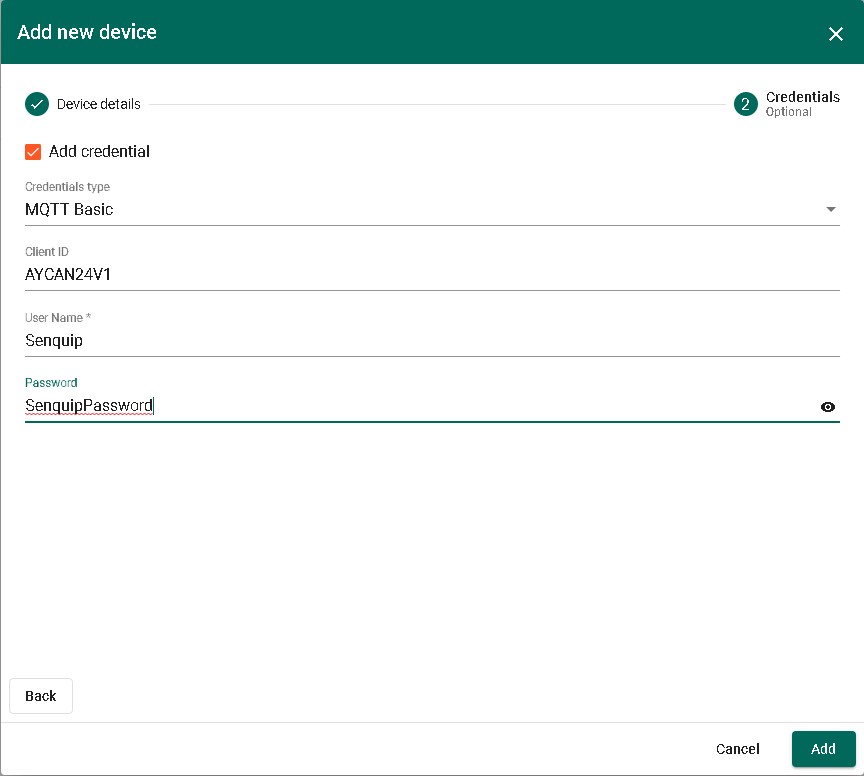 Add new device
Device details
2
Credentials
Optional
Add credential
Credentials type
MQTT Basic
Client ID
AYCAN24V1
User Name *
Senquip
Password
SenquipPassword
Back
Cancel
Add